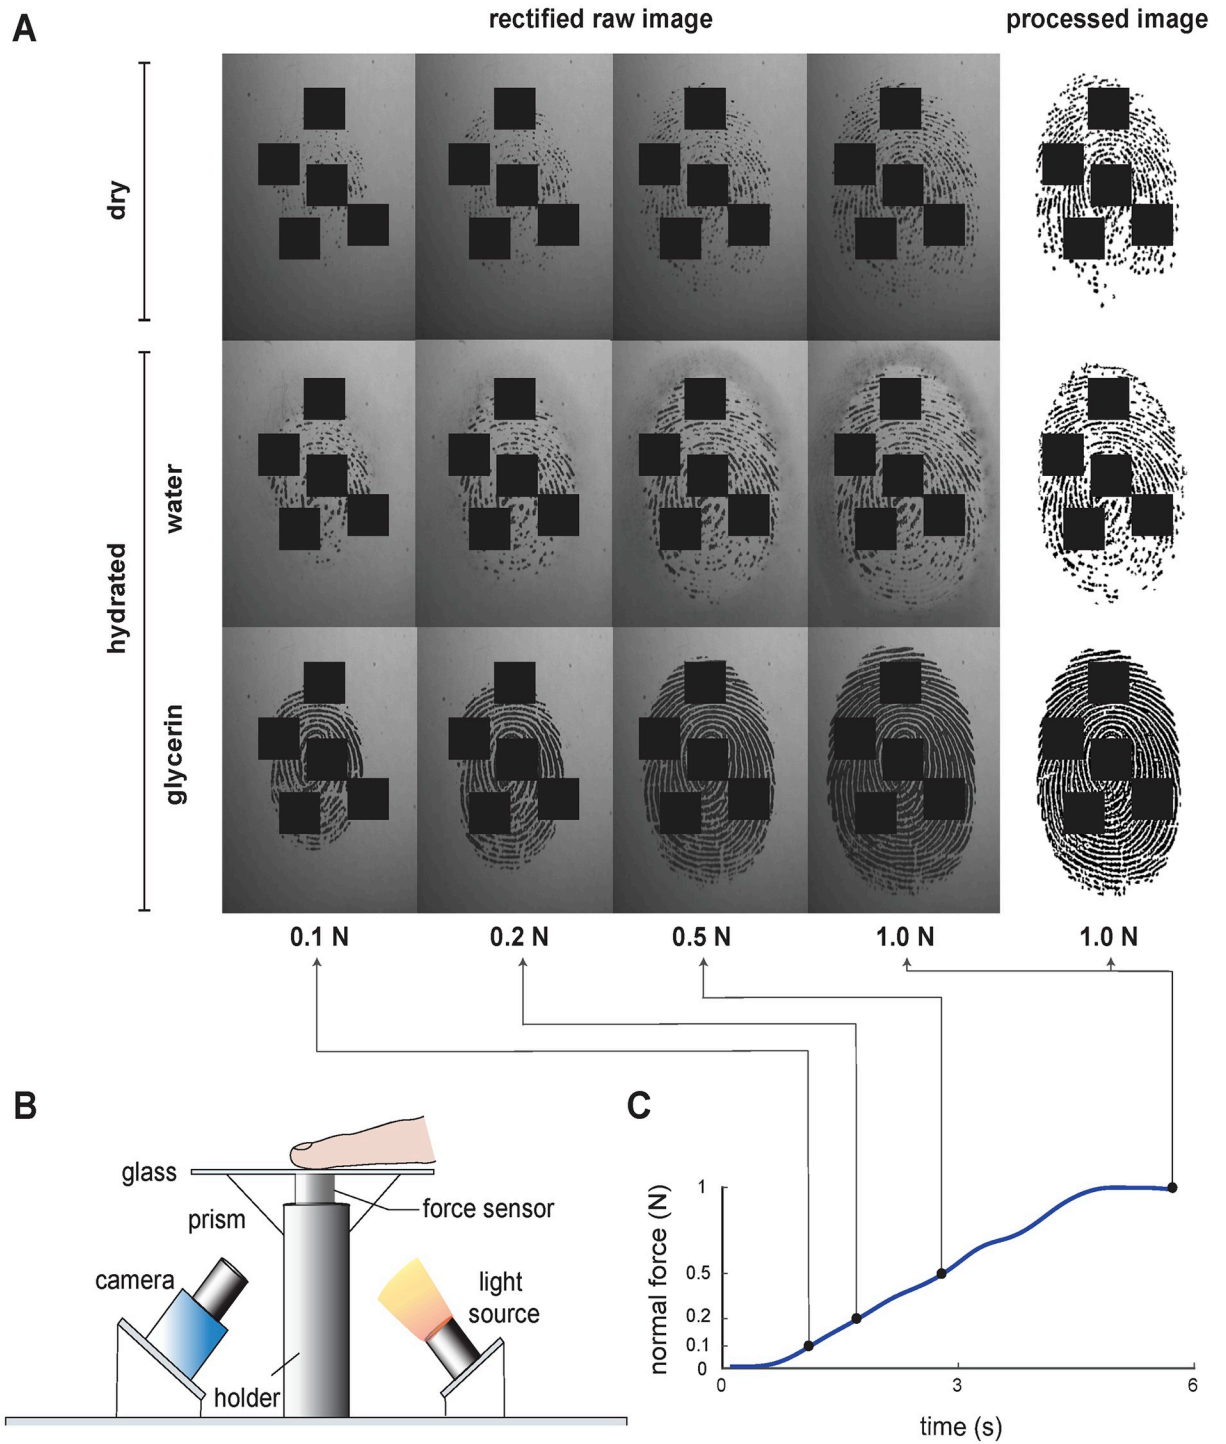 A
rectified raw image
processed image
dry
hydrated
water
glycerin
0.1 N
0.2 N
0.5 N
1.0 N
1.0 N
B
glass
prism
force sensor
camera
light
source
holder
C
normal force (N)
1
0.5
0.2
0.1
0
0
3
6
time (s)